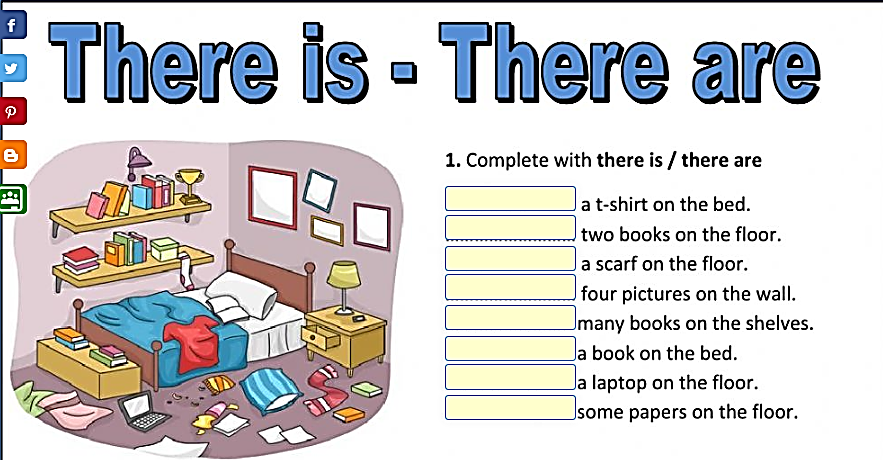 There is - There are
1. Complete with there is / there are
a t-shirt on the bed.
two books on the floor.
a scarf on the floor.
four pictures on the wall.
many books on the shelves.
a book on the bed.
a laptop on the floor.
some papers on the floor.